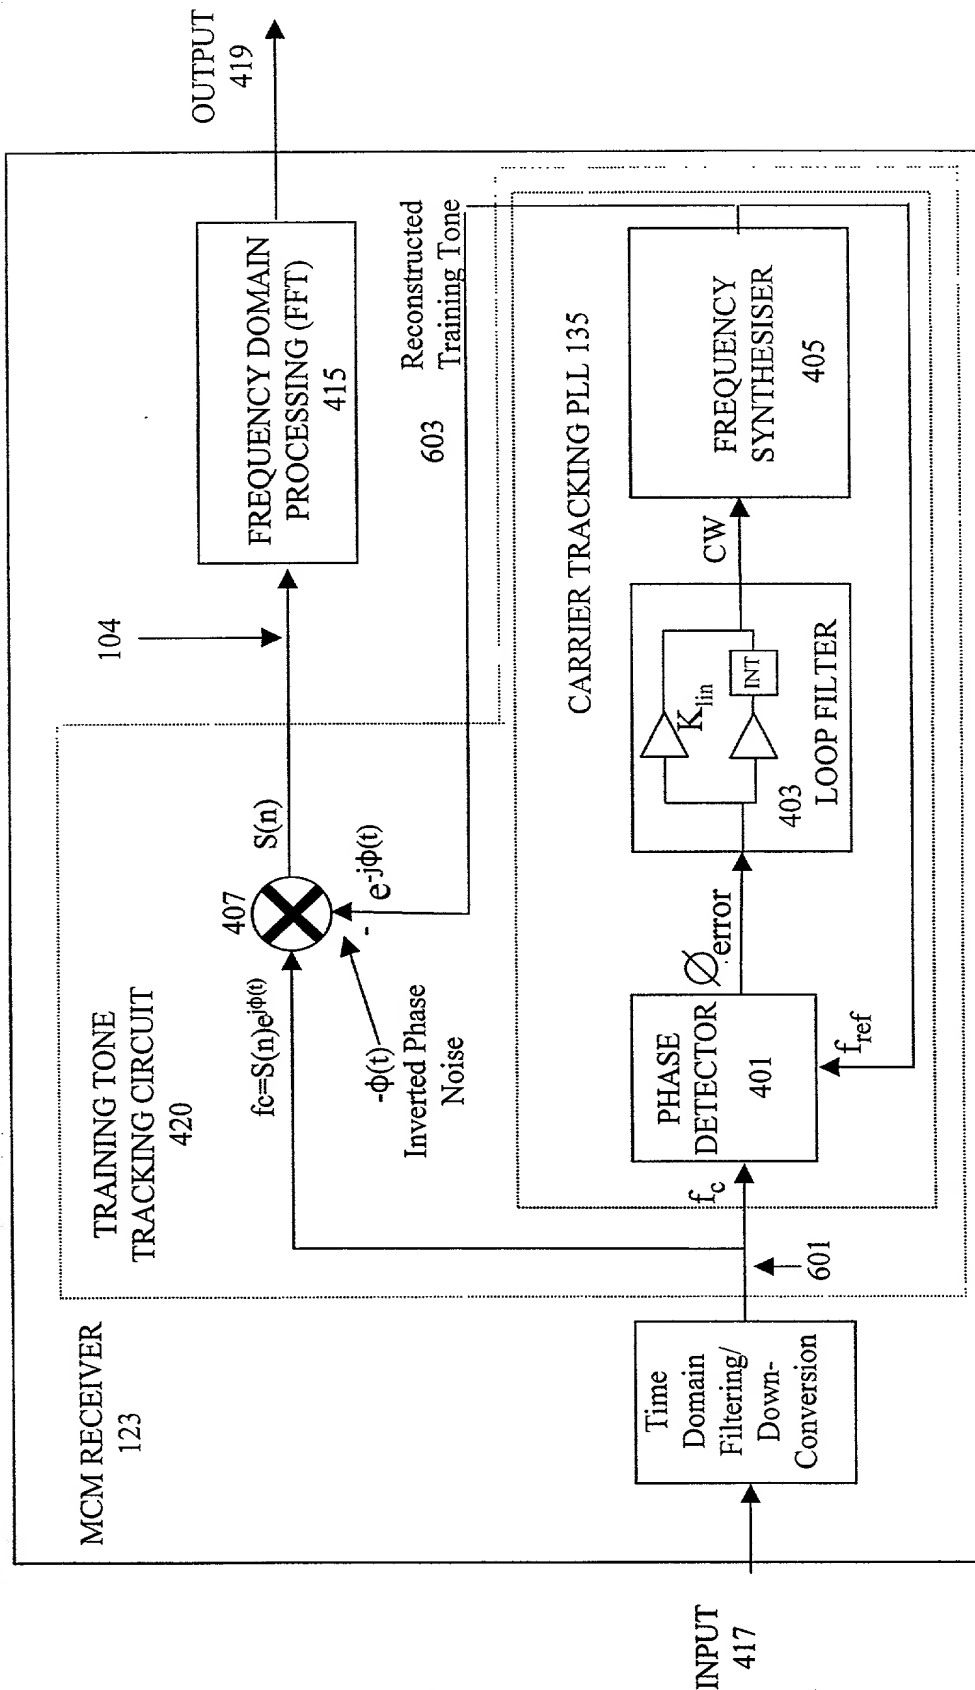 MCM RECEIVER
123
TRAINING TONE
TRACKING CIRCUIT
420
fc=S(n)e^jϕ(t)
407
S(n)
104
FREQUENCY DOMAIN
PROCESSING (FFT)
415
OUTPUT
419
-ϕ(t)
Inverted Phase
Noise
-
e^-jϕ(t)
603
Reconstructed
Training Tone
CARRIER TRACKING PLL 135
INPUT
417
Time
Domain
Filtering/
Down-
Conversion
601
f_c
PHASE
DETECTOR
401
f_ref
∅_error
K_lin
INT
403
LOOP FILTER
CW
FREQUENCY
SYNTHESISER
405